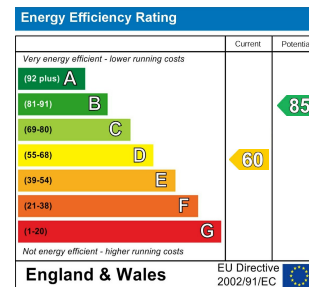 Energy Efficiency Rating
Current Potentia
Very energy efficient - lower running costs
(92 plus) A
(81-91) B
85
(69-80) C
(55-68) D
60
(39-54) E
(21-38) F
(1-20) G
Not energy efficient - higher running costs
England & Wales
EU Directive
2002/91/EC